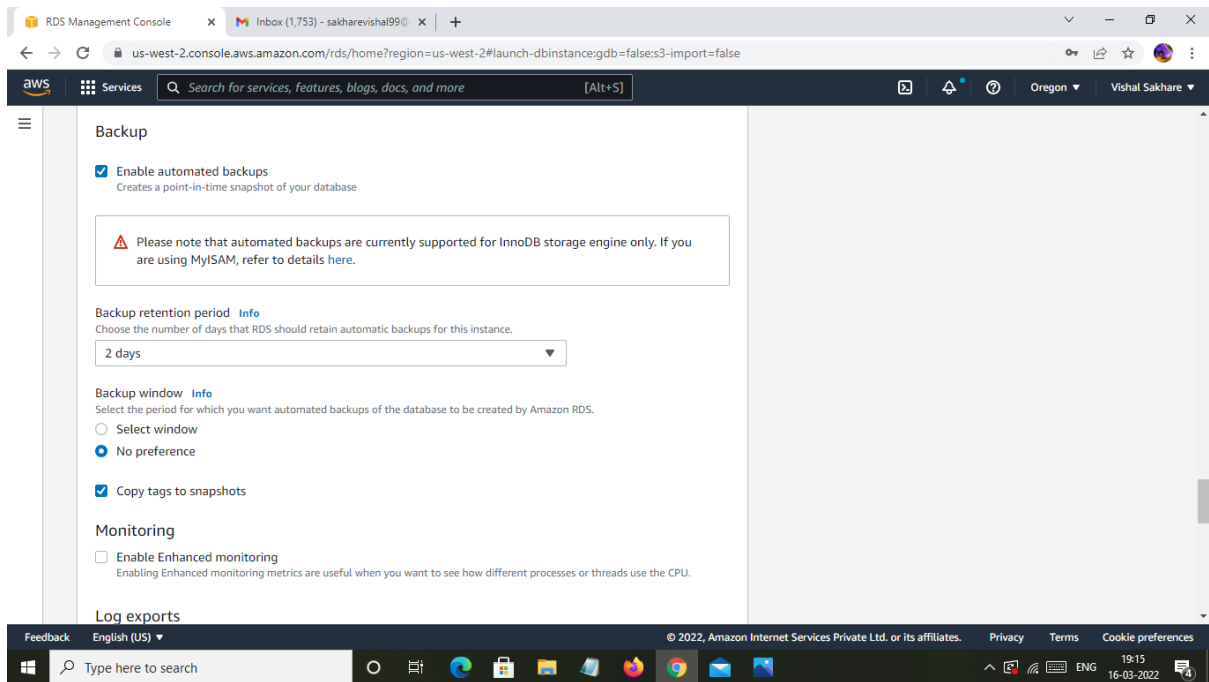 RDS Management Console
Inbox (1,753) - sakharevishal99@
us-west-2.console.aws.amazon.com/rds/home?region=us-west-2#launch-dbinstance:gdb=false;s3-import=false
aws
Services
Search for services, features, blogs, docs, and more
[Alt+S]
Oregon
Vishal Sakhare
Backup
Enable automated backups
Creates a point-in-time snapshot of your database
Please note that automated backups are currently supported for InnoDB storage engine only. If you
are using MyISAM, refer to details here.
Backup retention period Info
Choose the number of days that RDS should retain automatic backups for this instance.
2 days
Backup window Info
Select the period for which you want automated backups of the database to be created by Amazon RDS.
Select window
No preference
Copy tags to snapshots
Monitoring
Enable Enhanced monitoring
Enabling Enhanced monitoring metrics are useful when you want to see how different processes or threads use the CPU.
Log exports
Feedback
English (US)
© 2022, Amazon Internet Services Private Ltd. or its affiliates.
Privacy
Terms
Cookie preferences
Type here to search
ENG
19:15
16-03-2022
4